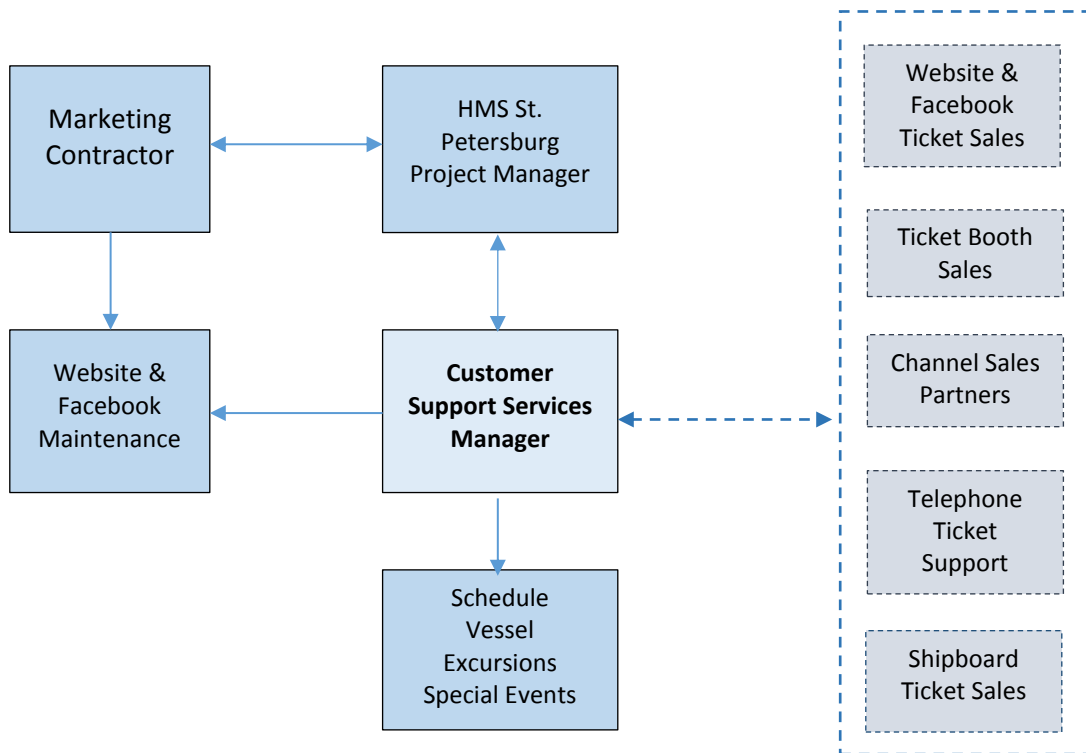 Marketing
Contractor
HMS St.
Petersburg
Project Manager
Website &
Facebook
Maintenance
Customer
Support Services
Manager
Schedule
Vessel
Excursions
Special Events
Website &
Facebook
Ticket Sales
Ticket Booth
Sales
Channel Sales
Partners
Telephone
Ticket
Support
Shipboard
Ticket Sales